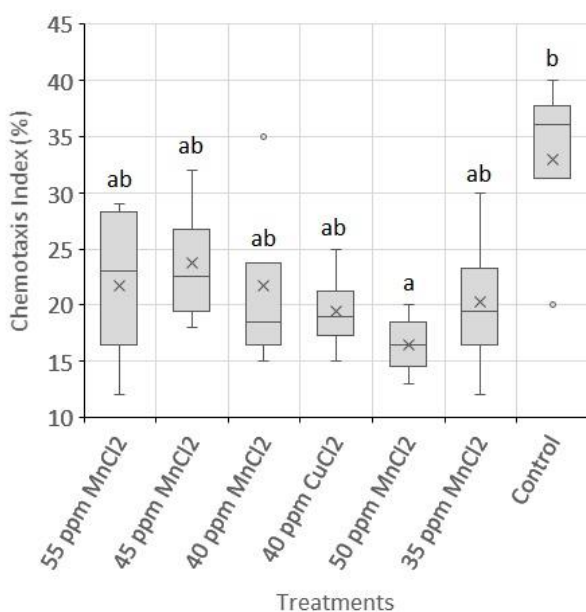 Chemotaxis Index (%)
45
40
35
30
25
20
15
10
ab
ab
ab
ab
a
ab
b
55 ppm MnCl2
45 ppm MnCl2
40 ppm MnCl2
40 ppm CuCl2
50 ppm MnCl2
35 ppm MnCl2
Control
Treatments